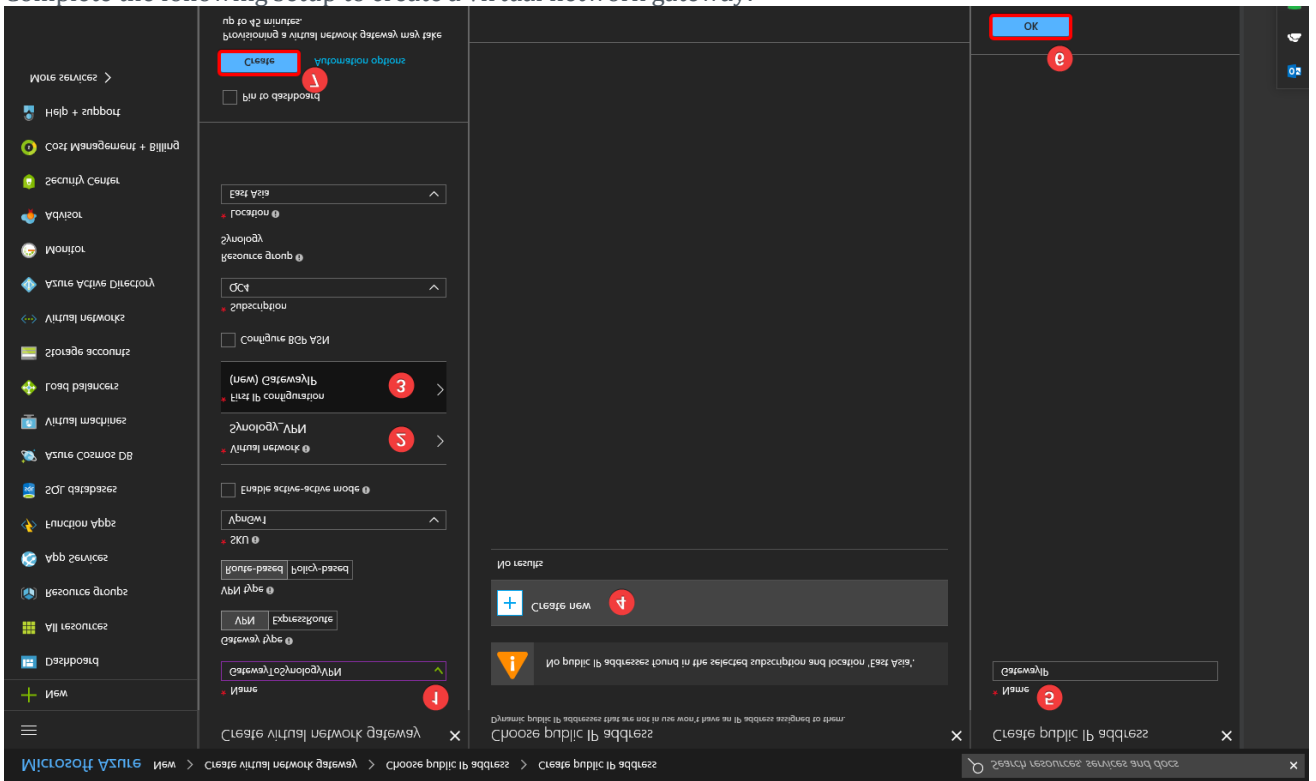 Complete the following setup to create a virtual network gateway.
Microsoft Azure New > Create virtual network gateway > Choose public IP address > Create public IP address
Search resources, services and docs
New
Dashboard
All resources
Resource groups
App Services
Function Apps
SQL databases
Azure Cosmos DB
Virtual machines
Load balancers
Storage accounts
Virtual networks
Azure Active Directory
Monitor
Advisor
Security Center
Cost Management + Billing
Help + support
More services >
Create virtual network gateway
1
* Name
GatewayToSynologyVPN
Gateway type
VPN ExpressRoute
VPN type
Route-based Policy-based
* SKU
VpnGw1
Enable active-active mode
* Virtual network
Synology_VPN
2
* First IP configuration
(new) GatewayIP
3
Configure BGP ASN
* Subscription
QC4
Resource group
Synology
* Location
East Asia
Pin to dashboard
7
Create Automation options
Provisioning a virtual network gateway may take
up to 45 minutes.
Choose public IP address
Dynamic public IP addresses that are not in use won't have an IP address assigned to them.
No public IP addresses found in the selected subscription and location 'East Asia'.
Create new 4
No results
Create public IP address
* Name 5
GatewayIP
6
OK